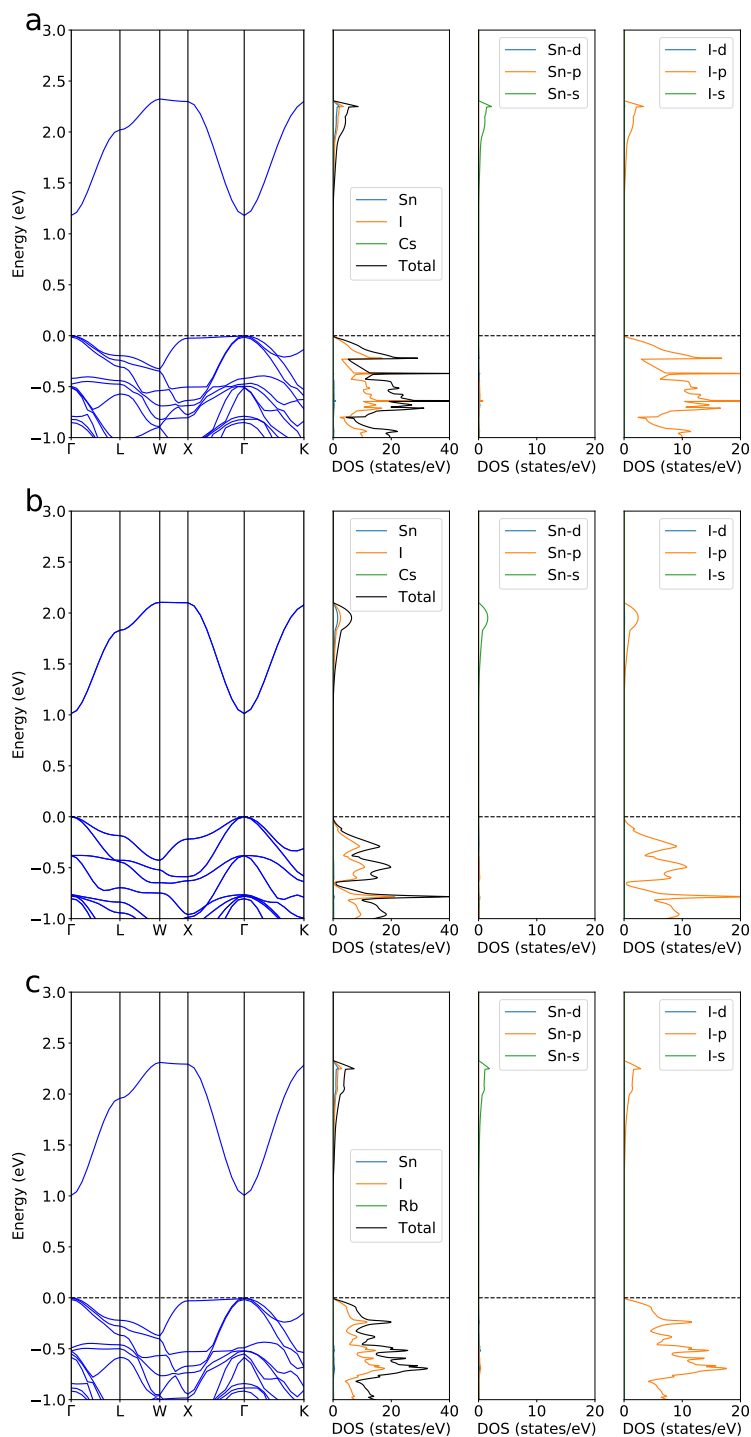 a
3.0
2.5
2.0
1.5
1.0
0.5
0.0
−0.5
−1.0
Energy (eV)
Γ L W X Γ K
Sn
I
Cs
Total
0 20 40
DOS (states/eV)
Sn-d
Sn-p
Sn-s
0 10 20
DOS (states/eV)
I-d
I-p
I-s
0 10 20
DOS (states/eV)
b
3.0
2.5
2.0
1.5
1.0
0.5
0.0
−0.5
−1.0
Energy (eV)
Γ L W X Γ K
Sn
I
Cs
Total
0 20 40
DOS (states/eV)
Sn-d
Sn-p
Sn-s
0 10 20
DOS (states/eV)
I-d
I-p
I-s
0 10 20
DOS (states/eV)
c
3.0
2.5
2.0
1.5
1.0
0.5
0.0
−0.5
−1.0
Energy (eV)
Γ L W X Γ K
Sn
I
Rb
Total
0 20 40
DOS (states/eV)
Sn-d
Sn-p
Sn-s
0 10 20
DOS (states/eV)
I-d
I-p
I-s
0 10 20
DOS (states/eV)